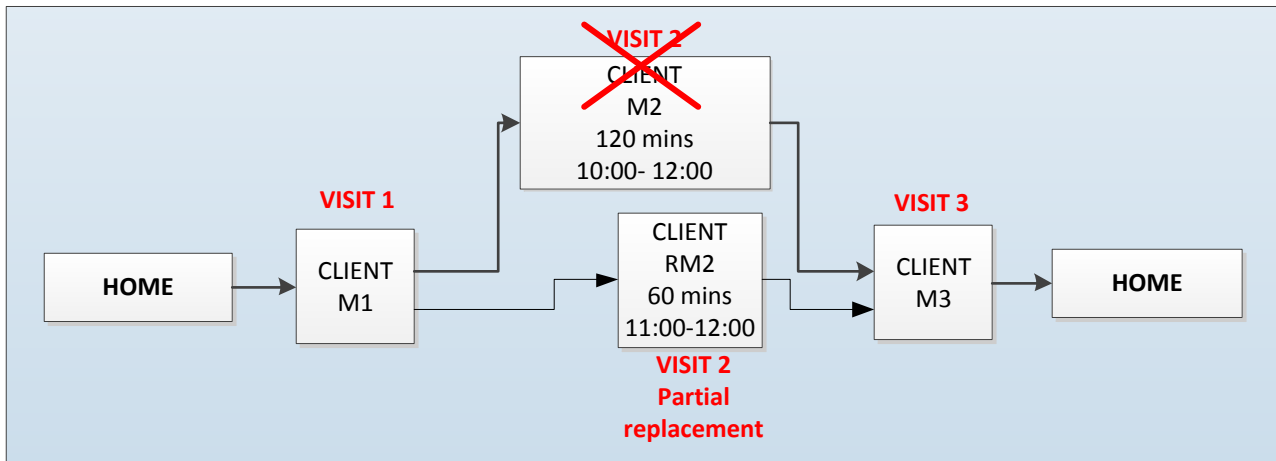 VISIT 2
CLIENT
M2
120 mins
10:00- 12:00
VISIT 1
CLIENT
M1
HOME
CLIENT
RM2
60 mins
11:00-12:00
VISIT 2
Partial
replacement
VISIT 3
CLIENT
M3
HOME